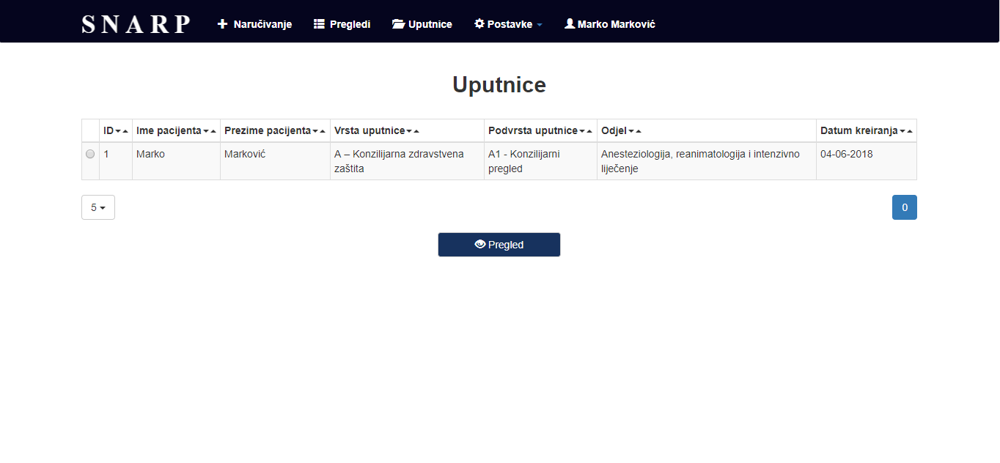 SNARP Naručivanje Pregledi Uputnice Postavke Marko Marković
Uputnice
ID Ime pacijenta Prezime pacijenta Vrsta uputnice Podvrsta uputnice Odjel Datum kreiranja
1 Marko Marković A – Konzilijarna zdravstvena A1 - Konzilijarni Anesteziologija, reanimatologija i intenzivno 04-06-2018
zaštita pregled liječenje
5 0
Pregled